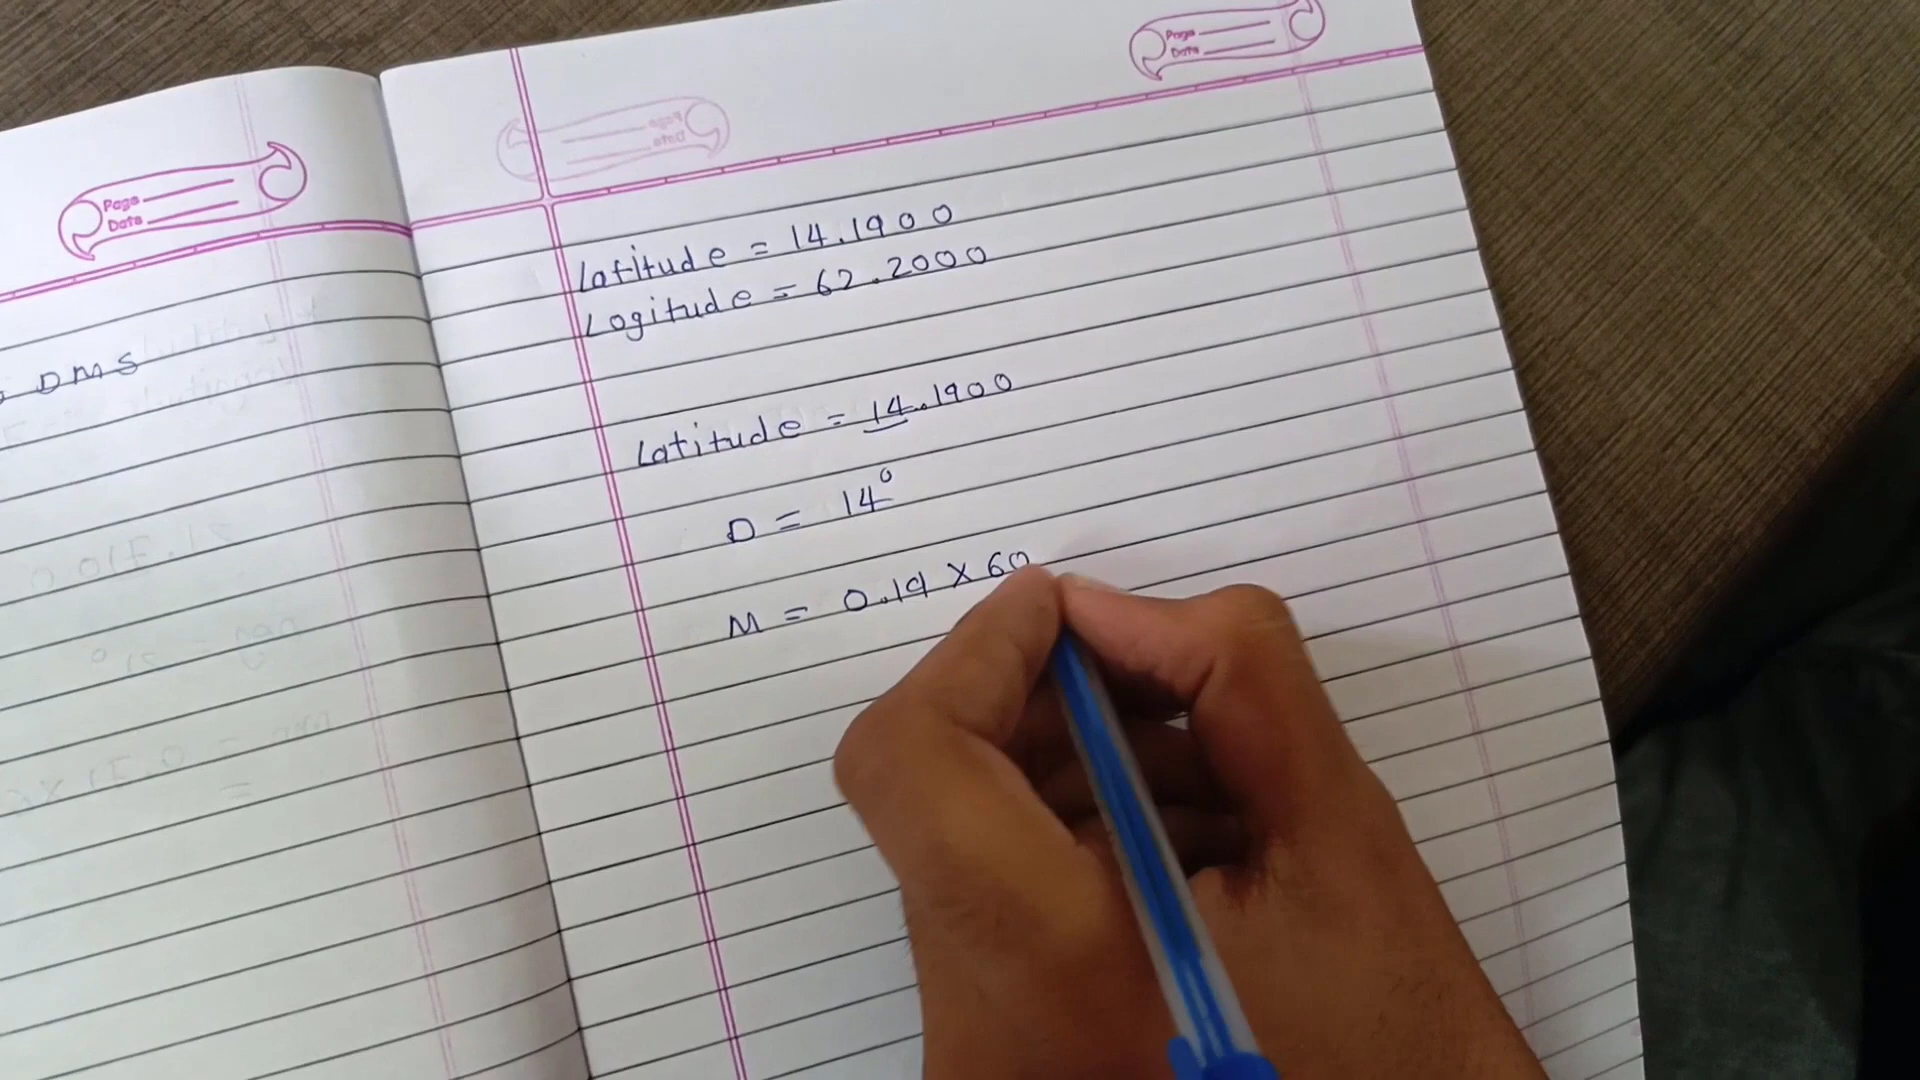 Page
Date
Page
Date
DMS
Latitude = 14.1900
Logitude = 62.2000
Latitude = 14.1900
D = 14°
M = 0.19 X 60